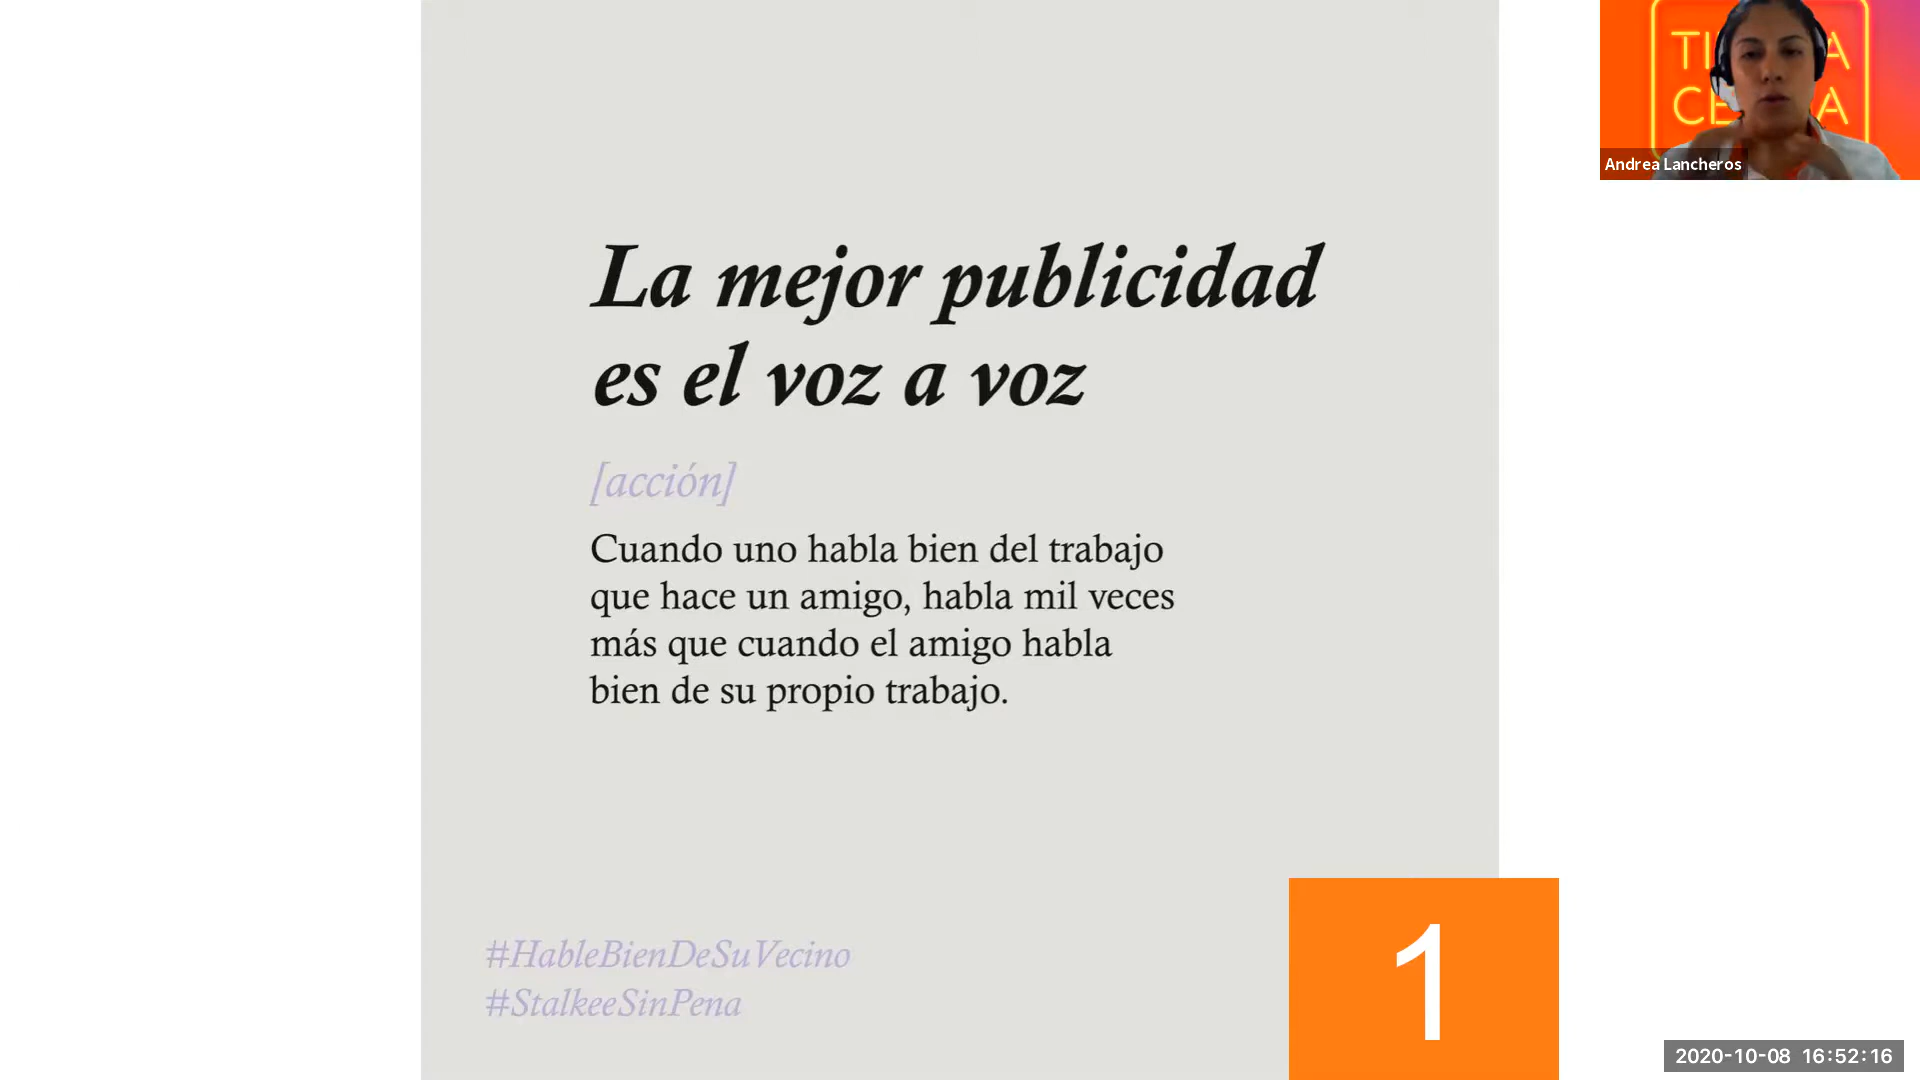 La mejor publicidad
es el voz a voz
[acción]
Cuando uno habla bien del trabajo
que hace un amigo, habla mil veces
más que cuando el amigo habla
bien de su propio trabajo.
#HableBienDeSuVecino
#StalkeeSinPena
1
Andrea Lancheros
2020-10-08 16:52:16